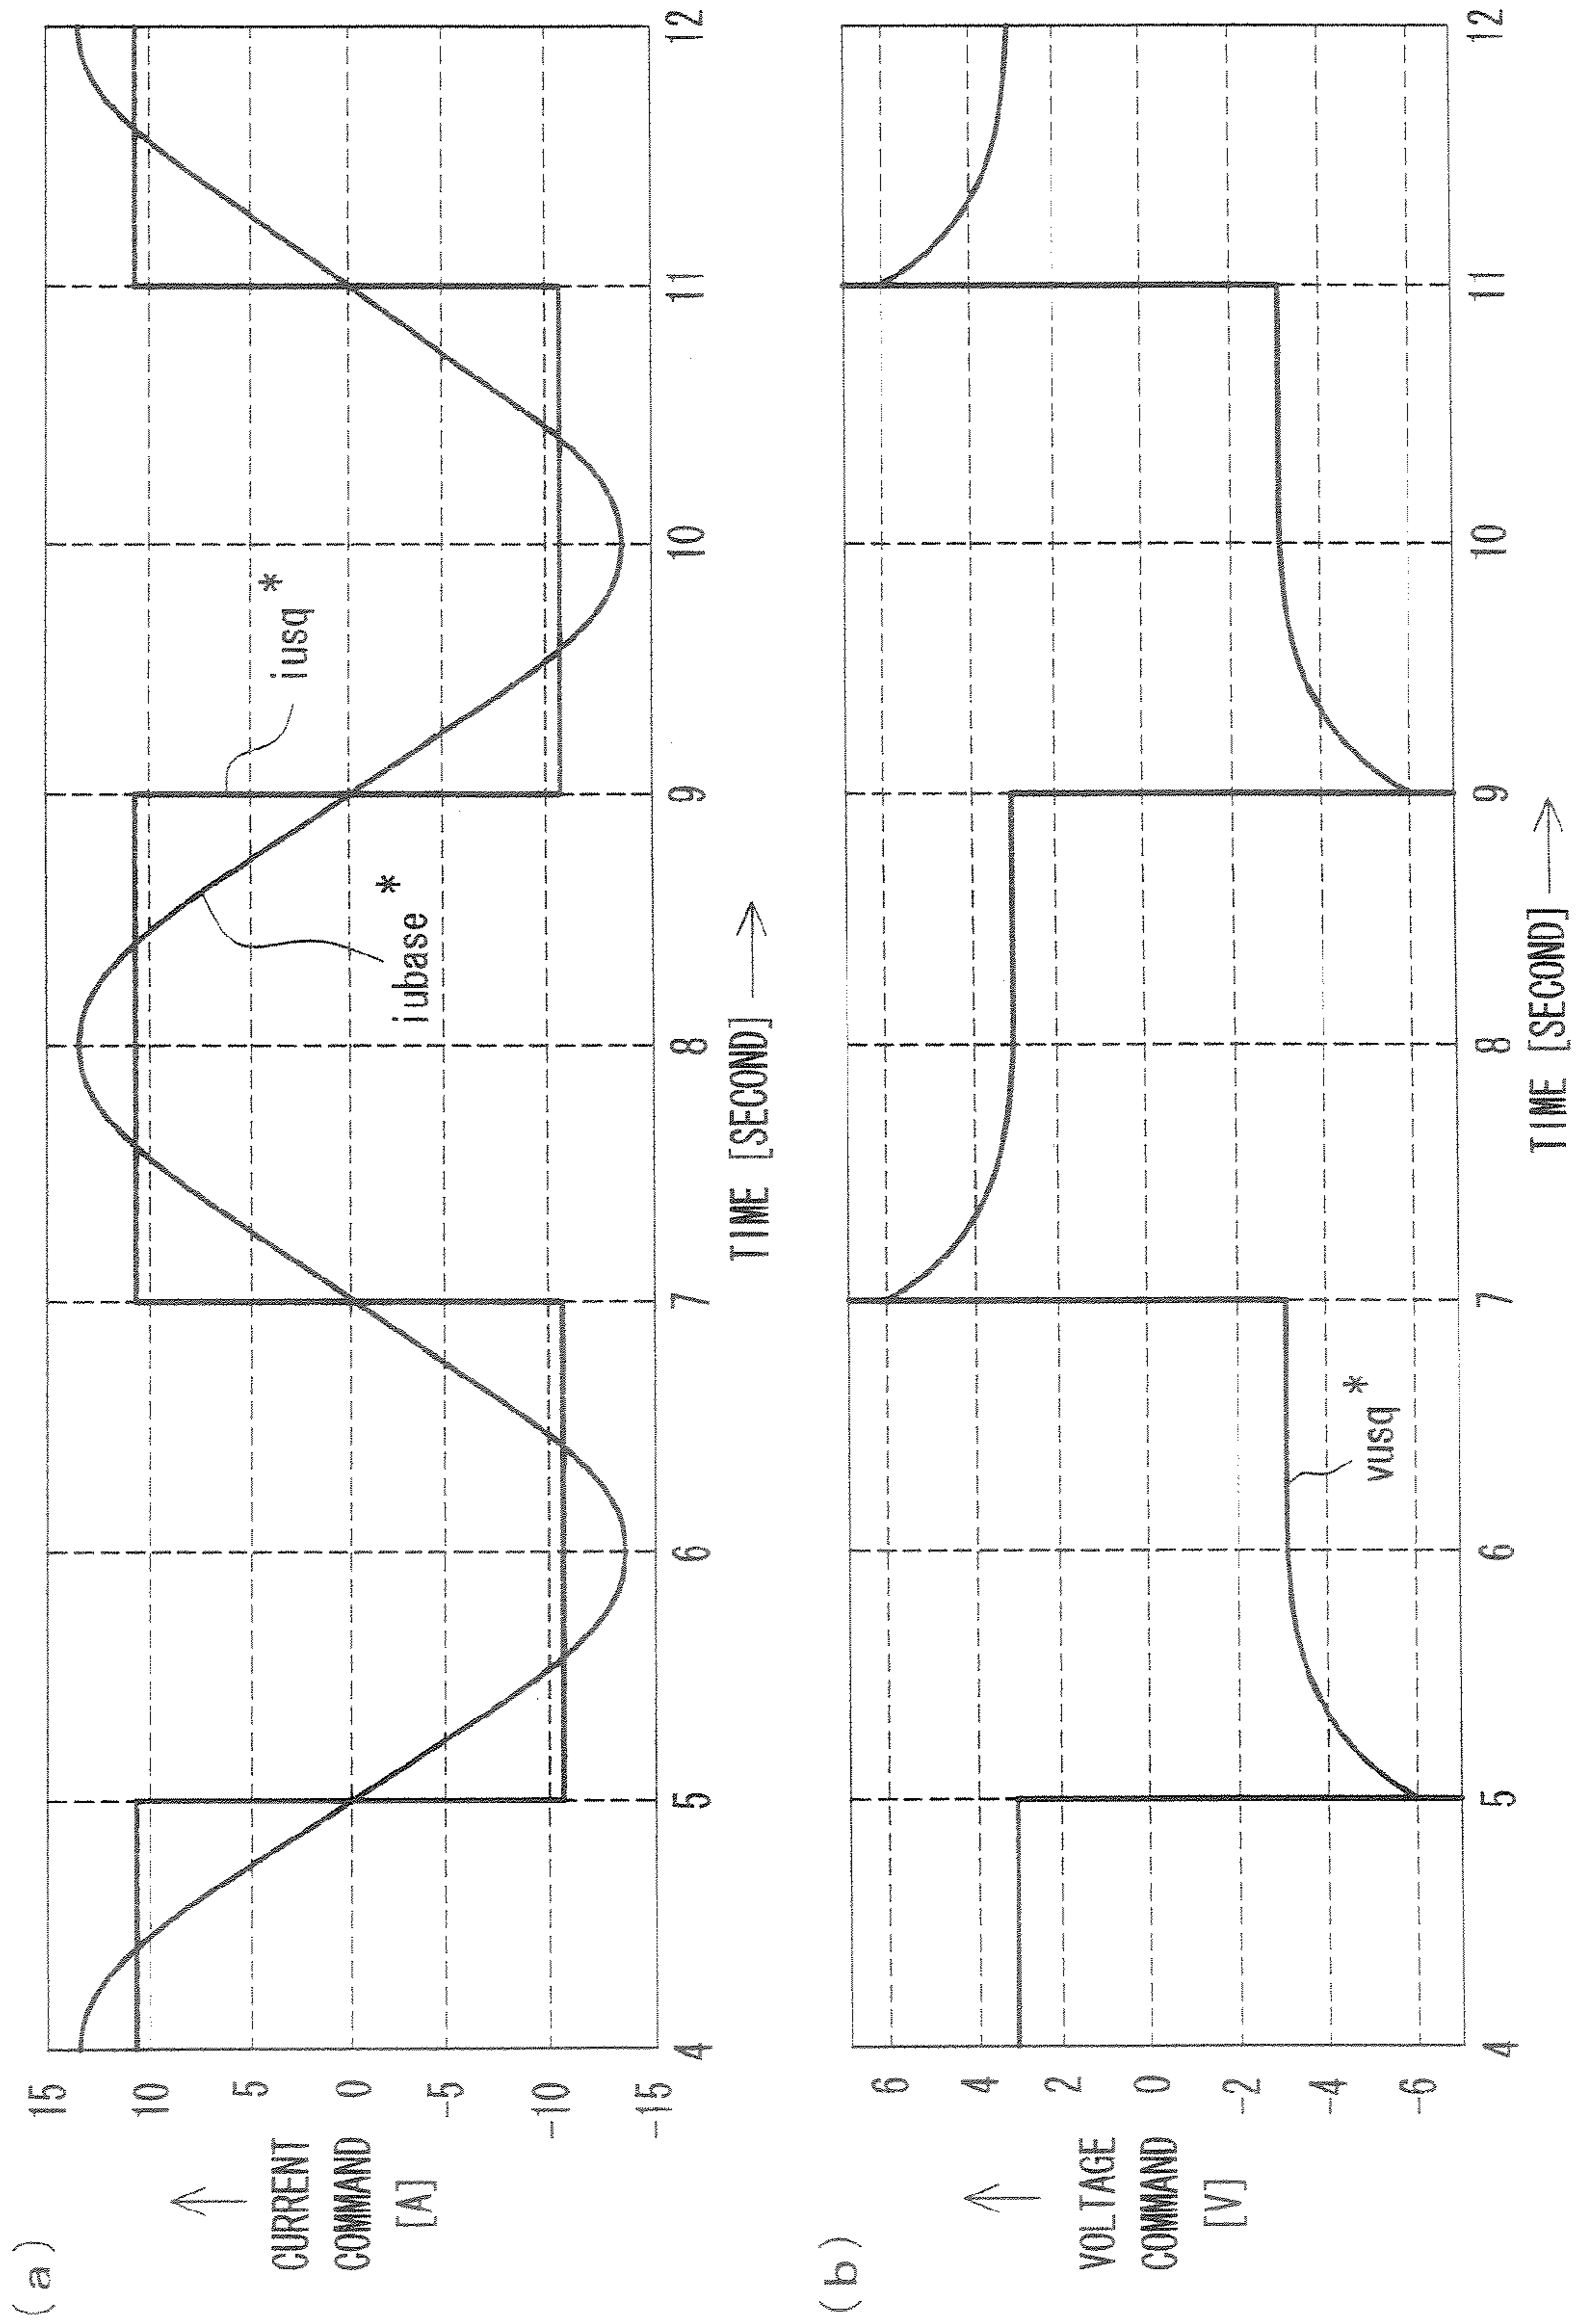 (a)
CURRENT
COMMAND
[A]
15
10
5
0
-5
-10
-15
iusq*
iubase*
4 5 6 7 8 9 10 11 12
TIME [SECOND]
(b)
VOLTAGE
COMMAND
[V]
6
4
2
0
-2
-4
-6
vusq*
4 5 6 7 8 9 10 11 12
TIME [SECOND]